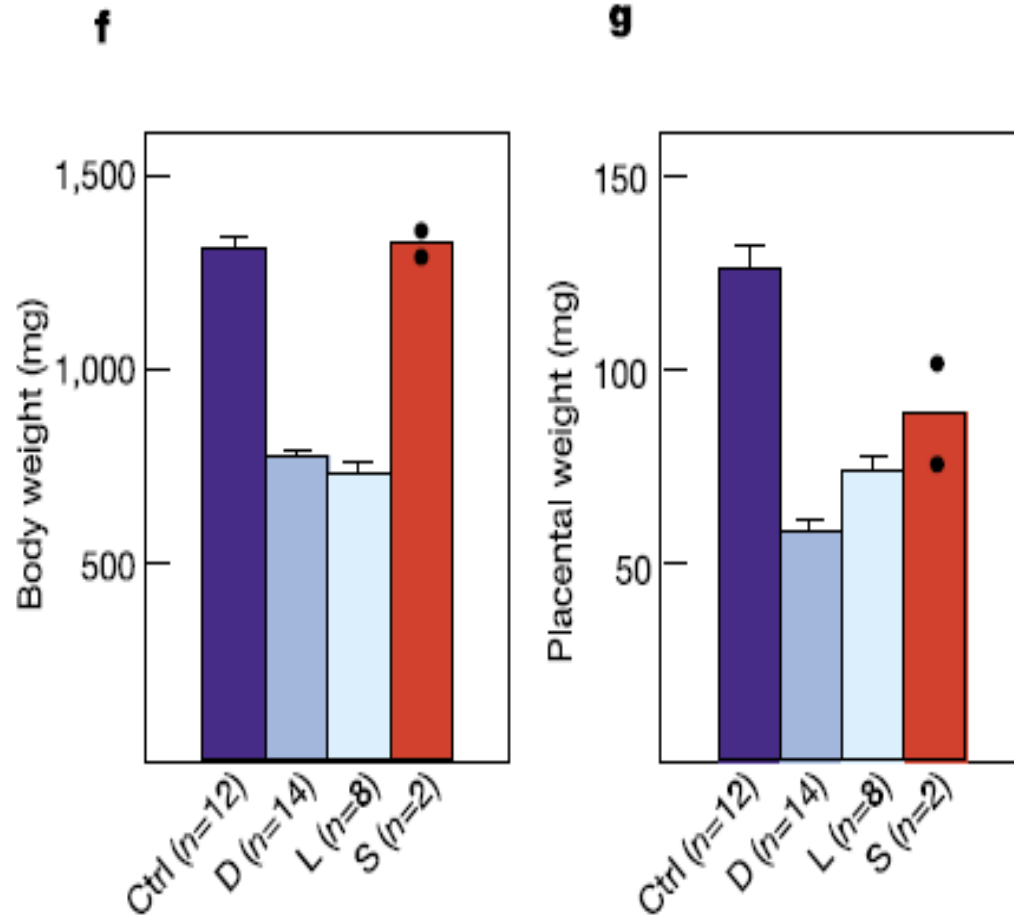 f
Body weight (mg)
1,500
1,000
500
Ctrl (n=12)
D (n=14)
L (n=8)
S (n=2)
g
Placental weight (mg)
150
100
50
Ctrl (n=12)
D (n=14)
L (n=8)
S (n=2)